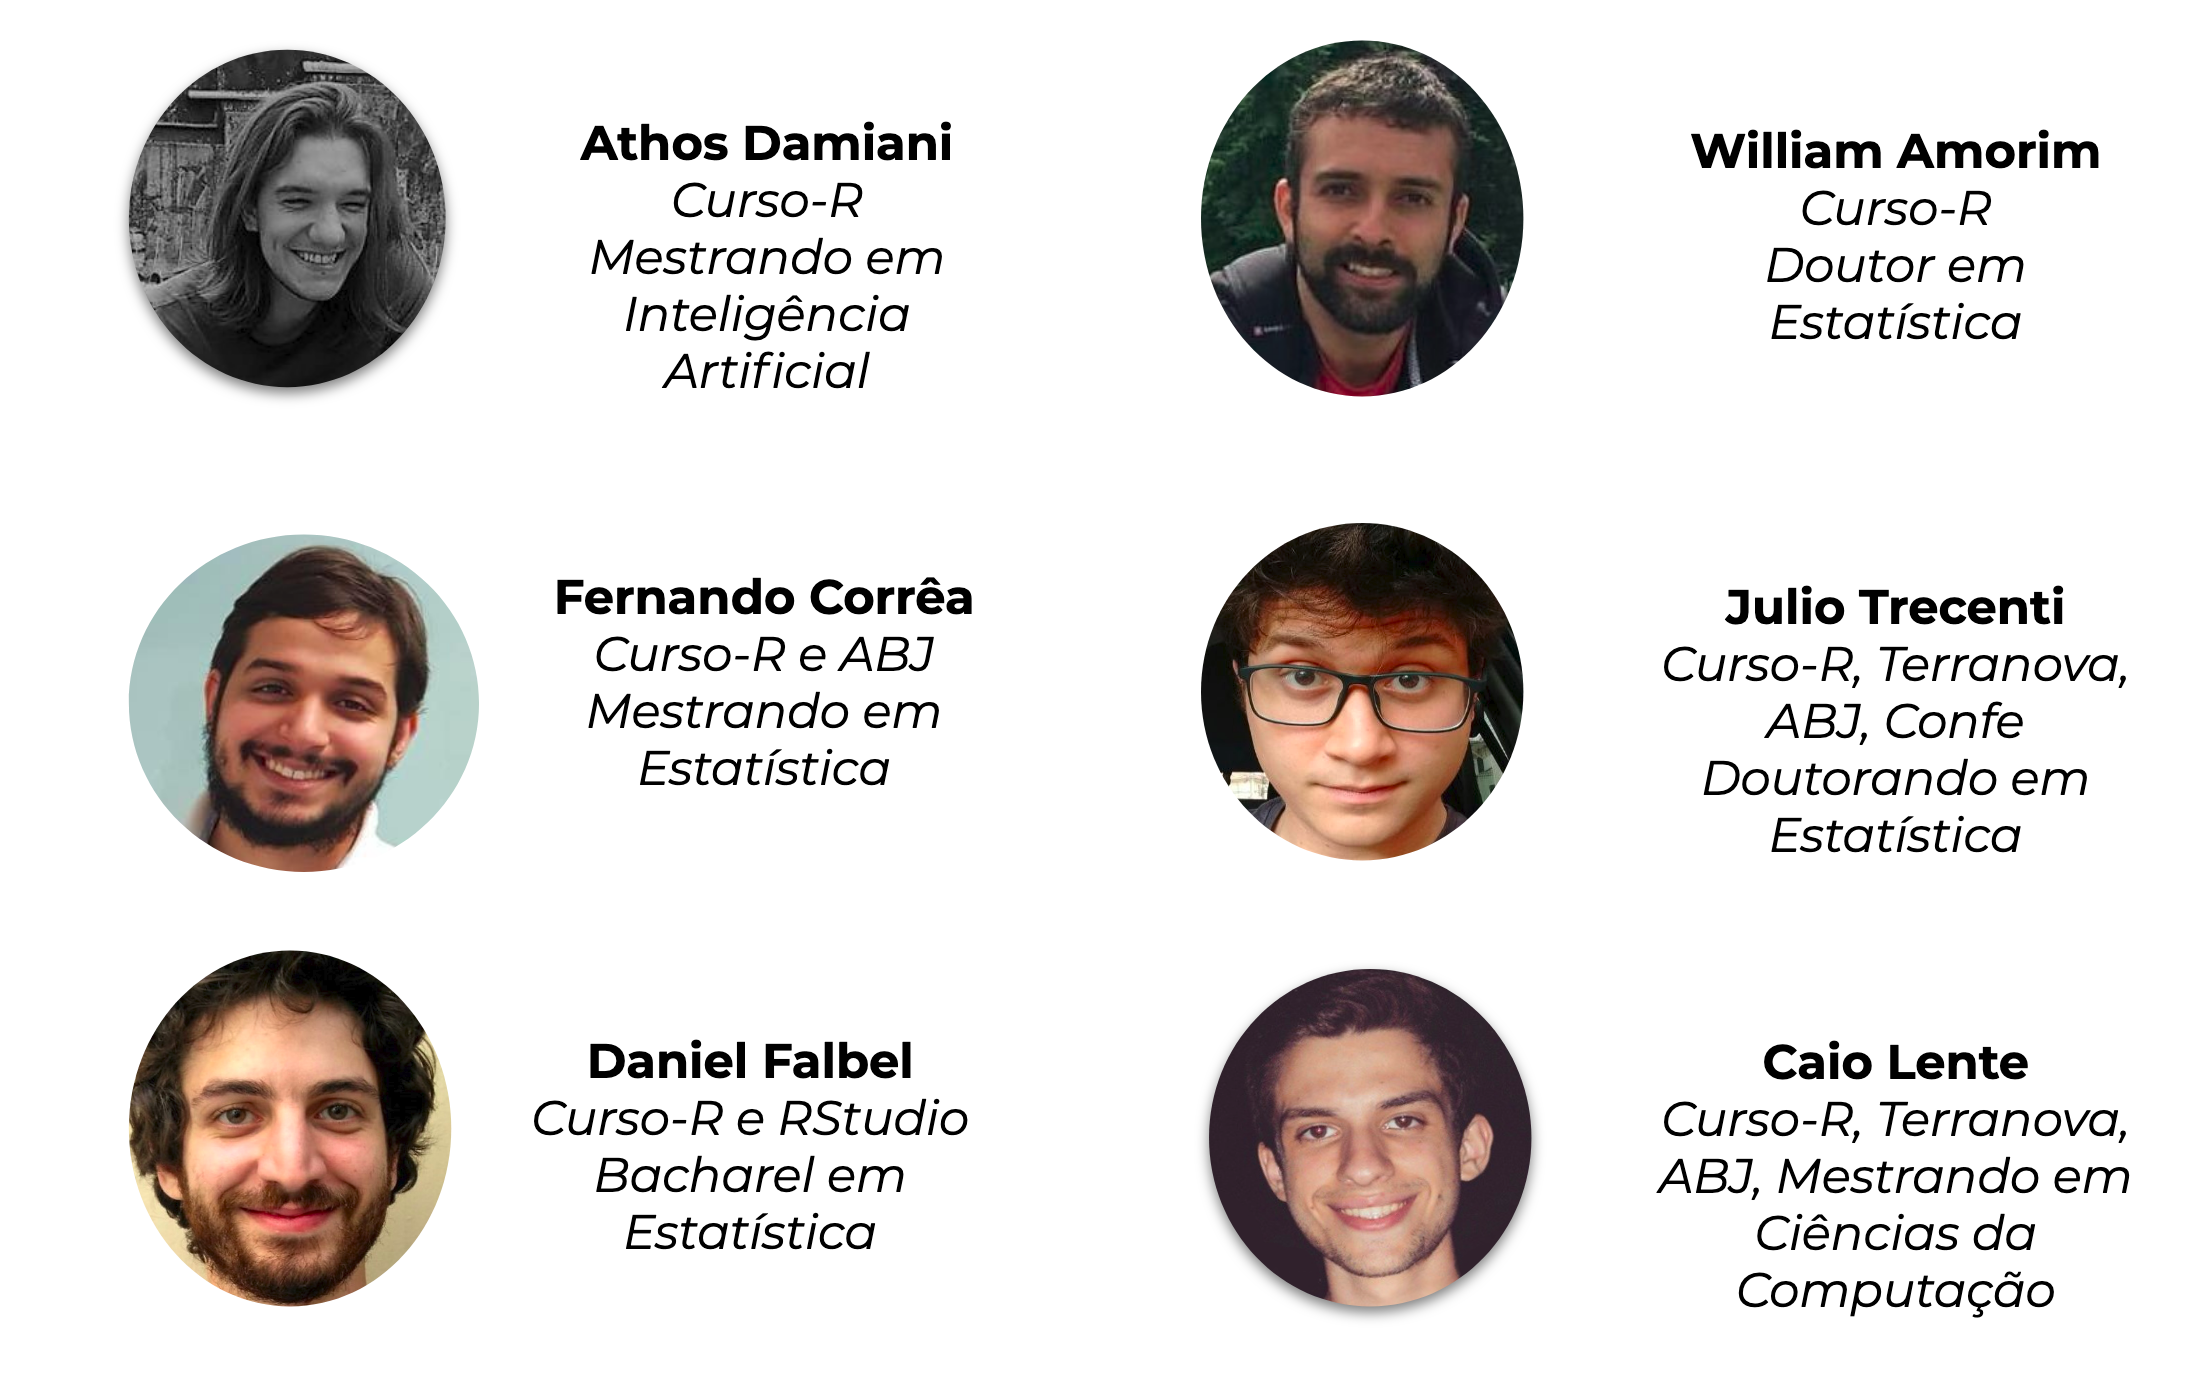 Athos Damiani
Curso-R
Mestrando em
Inteligência
Artificial
William Amorim
Curso-R
Doutor em
Estatística
Fernando Corrêa
Curso-R e ABJ
Mestrando em
Estatística
Julio Trecenti
Curso-R, Terranova,
ABJ, Confe
Doutorando em
Estatística
Daniel Falbel
Curso-R e RStudio
Bacharel em
Estatística
Caio Lente
Curso-R, Terranova,
ABJ, Mestrando em
Ciências da
Computação